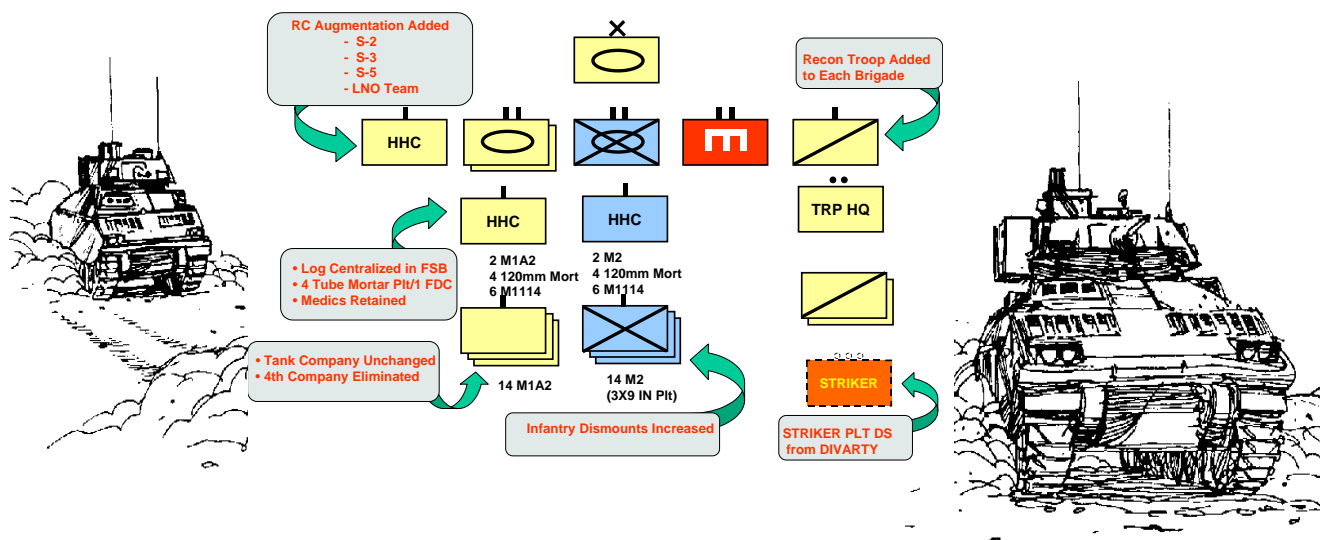 RC Augmentation Added
- S-2
- S-3
- S-5
- LNO Team
Recon Troop Added
to Each Brigade
HHC
HHC
HHC
TRP HQ
2 M1A2
4 120mm Mort
6 M1114
2 M2
4 120mm Mort
6 M1114
• Log Centralized in FSB
• 4 Tube Mortar Plt/1 FDC
• Medics Retained
• Tank Company Unchanged
• 4th Company Eliminated
14 M1A2
14 M2
(3X9 IN Plt)
STRIKER
Infantry Dismounts Increased
STRIKER PLT DS
from DIVARTY